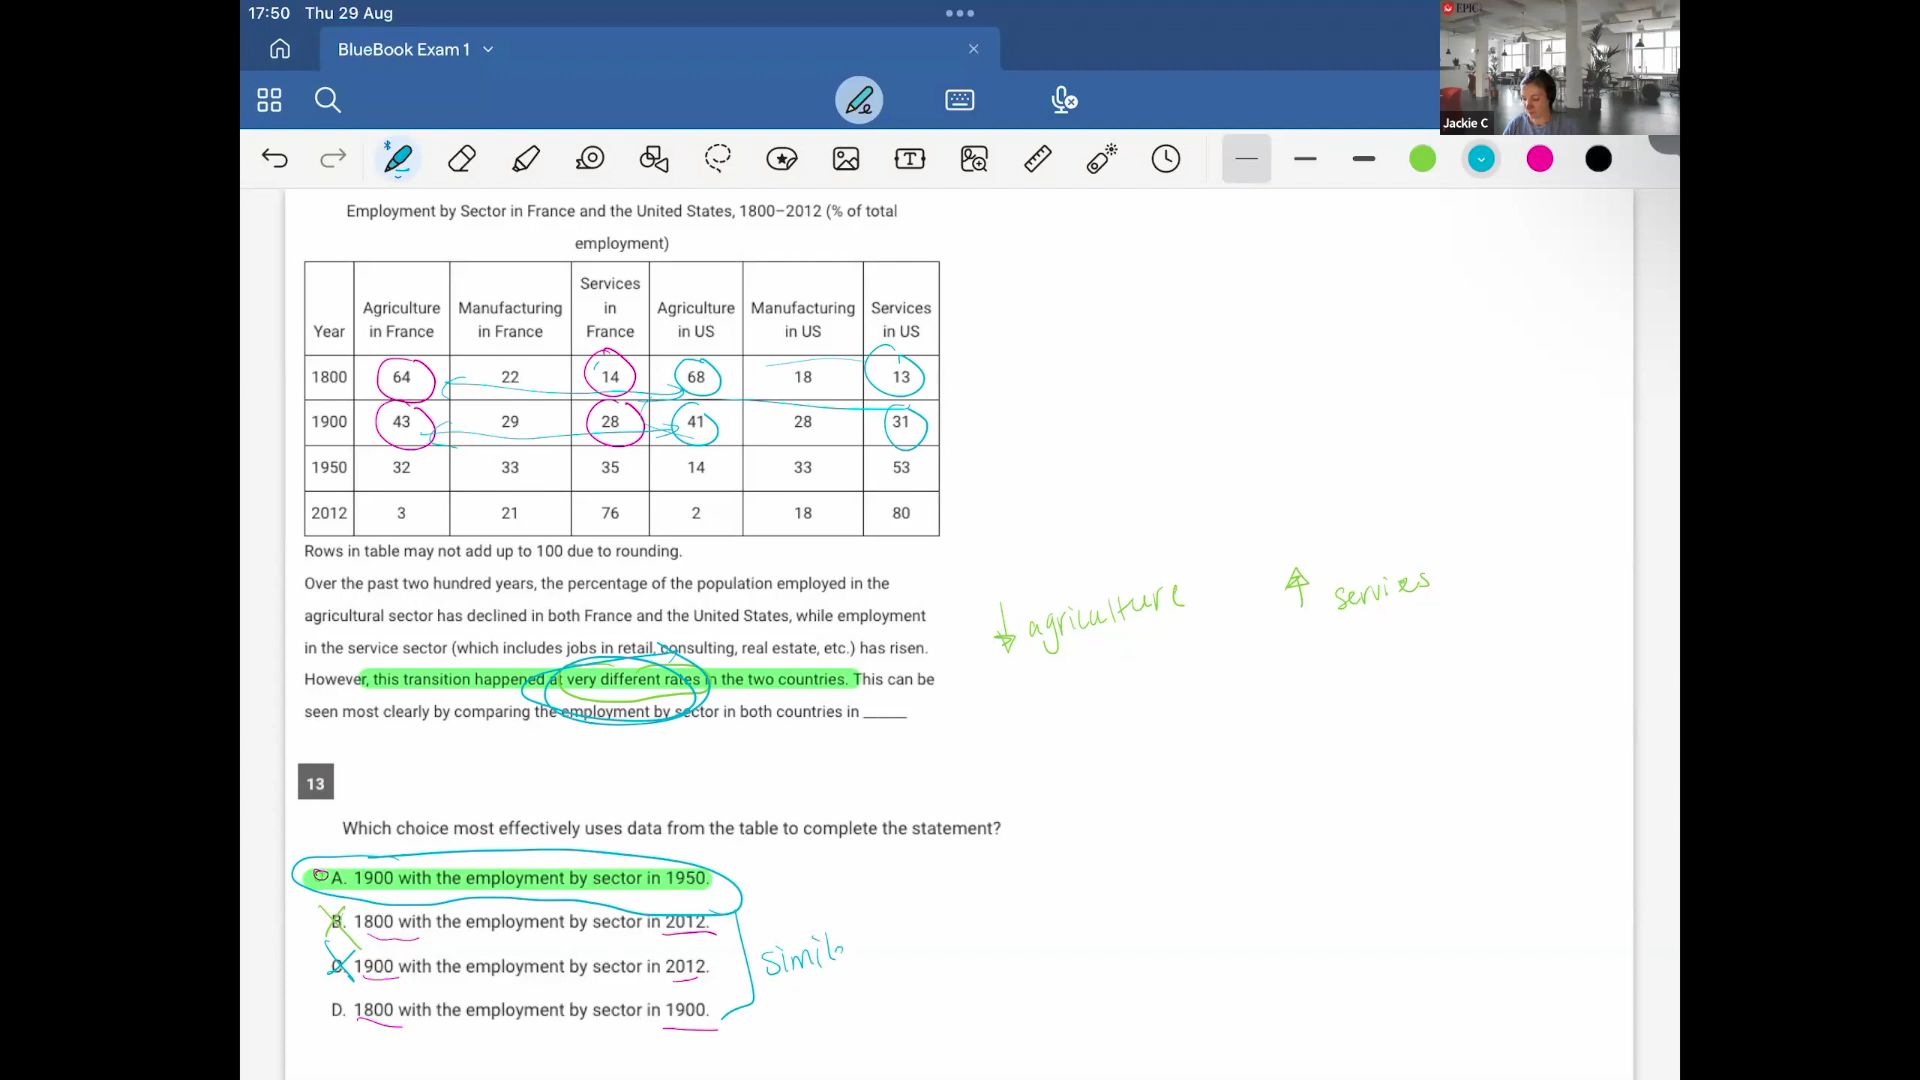 17:50 Thu 29 Aug
EPIC
BlueBook Exam 1
Jackie C
Employment by Sector in France and the United States, 1800–2012 (% of total
employment)
Year Agriculture in France Manufacturing in France Services in France Agriculture in US Manufacturing in US Services in US
1800 64 22 14 68 18 13
1900 43 29 28 41 28 31
1950 32 33 35 14 33 53
2012 3 21 76 2 18 80
Rows in table may not add up to 100 due to rounding.
Over the past two hundred years, the percentage of the population employed in the
agricultural sector has declined in both France and the United States, while employment
in the service sector (which includes jobs in retail, consulting, real estate, etc.) has risen.
However, this transition happened at very different rates in the two countries. This can be
seen most clearly by comparing the employment by sector in both countries in ______
↓ agriculture ↑ services
13
Which choice most effectively uses data from the table to complete the statement?
A. 1900 with the employment by sector in 1950.
B. 1800 with the employment by sector in 2012.
C. 1900 with the employment by sector in 2012.
D. 1800 with the employment by sector in 1900.
simil